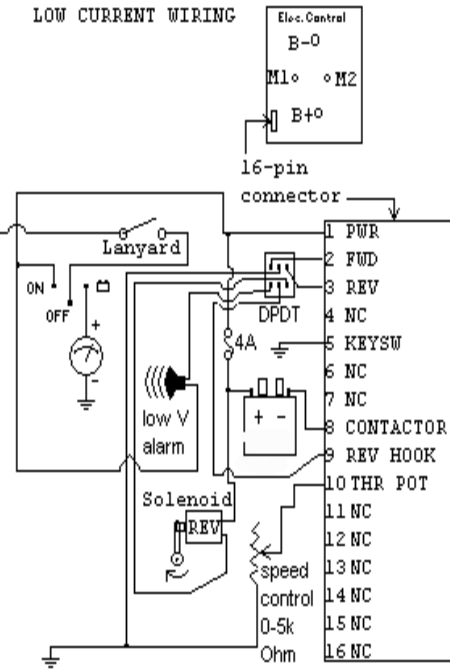 LOW CURRENT WIRING
Elec. Control
B-
M1 M2
B+
16-pin
connector
1 PWR
Lanyard
2 FWD
ON
3 REV
OFF
DPDT
4 NC
+
4A
5 KEYSW
6 NC
-
7 NC
low V
alarm
+ -
8 CONTACTOR
9 REV HOOK
10 THR POT
Solenoid
11 NC
REV
12 NC
speed
control
0-5k
Ohm
13 NC
14 NC
15 NC
16 NC